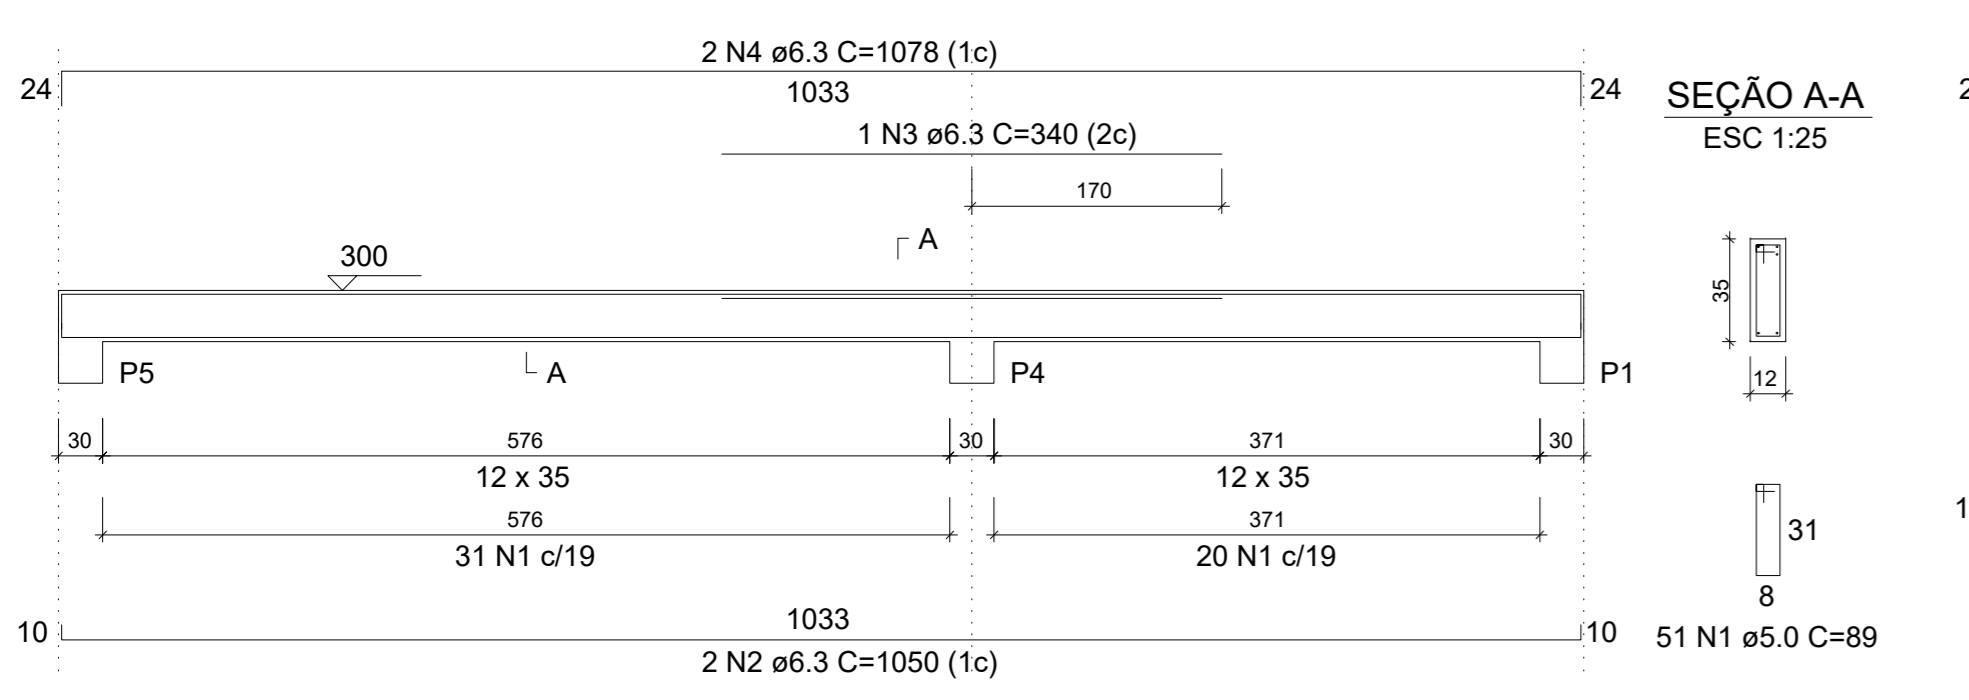 2 N4 ø6.3 C=1078 (1c)
24
1033
24
SEÇÃO A-A
2
ESC 1:25
1 N3 ø6.3 C=340 (2c)
170
A
300
35
P5
A
P4
P1
12
30
576
30
371
30
12 x 35
12 x 35
576
371
31 N1 c/19
20 N1 c/19
1
31
8
10
1033
10
51 N1 ø5.0 C=89
2 N2 ø6.3 C=1050 (1c)